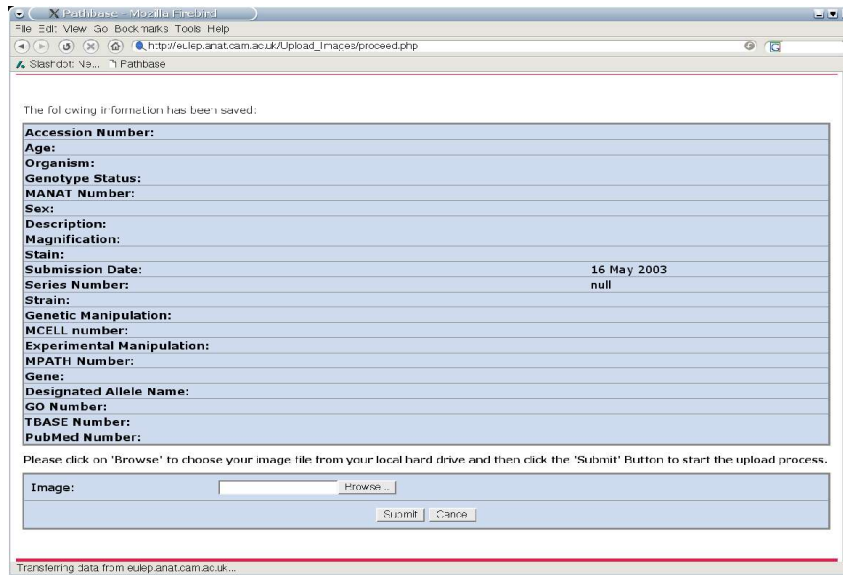 Pathbase - Mozilla Firebird
File Edit View Go Bookmarks Tools Help
http://eulep.anat.cam.ac.uk/Upload_Images/proceed.php
Slashdot: Ne... Pathbase
The following information has been saved:
Accession Number:
Age:
Organism:
Genotype Status:
MANAT Number:
Sex:
Description:
Magnification:
Stain:
Submission Date: 16 May 2003
Series Number: null
Strain:
Genetic Manipulation:
MCELL number:
Experimental Manipulation:
MPATH Number:
Gene:
Designated Allele Name:
GO Number:
TBASE Number:
PubMed Number:
Please click on 'Browse' to choose your image file from your local hard drive and then click the 'Submit' Button to start the upload process.
Image: Browse...
Submit Cancel
Transferring data from eulep.anat.cam.ac.uk...